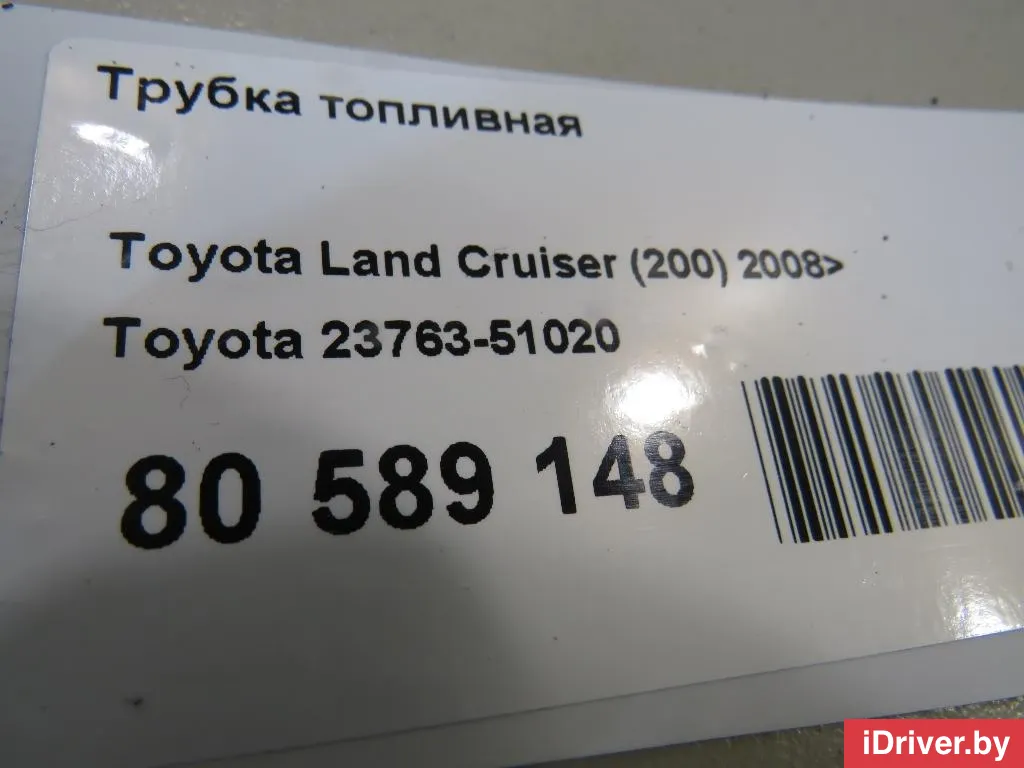 Трубка топливная
Toyota Land Cruiser (200) 2008>
Toyota 23763-51020
80 589 148
iDriver.by